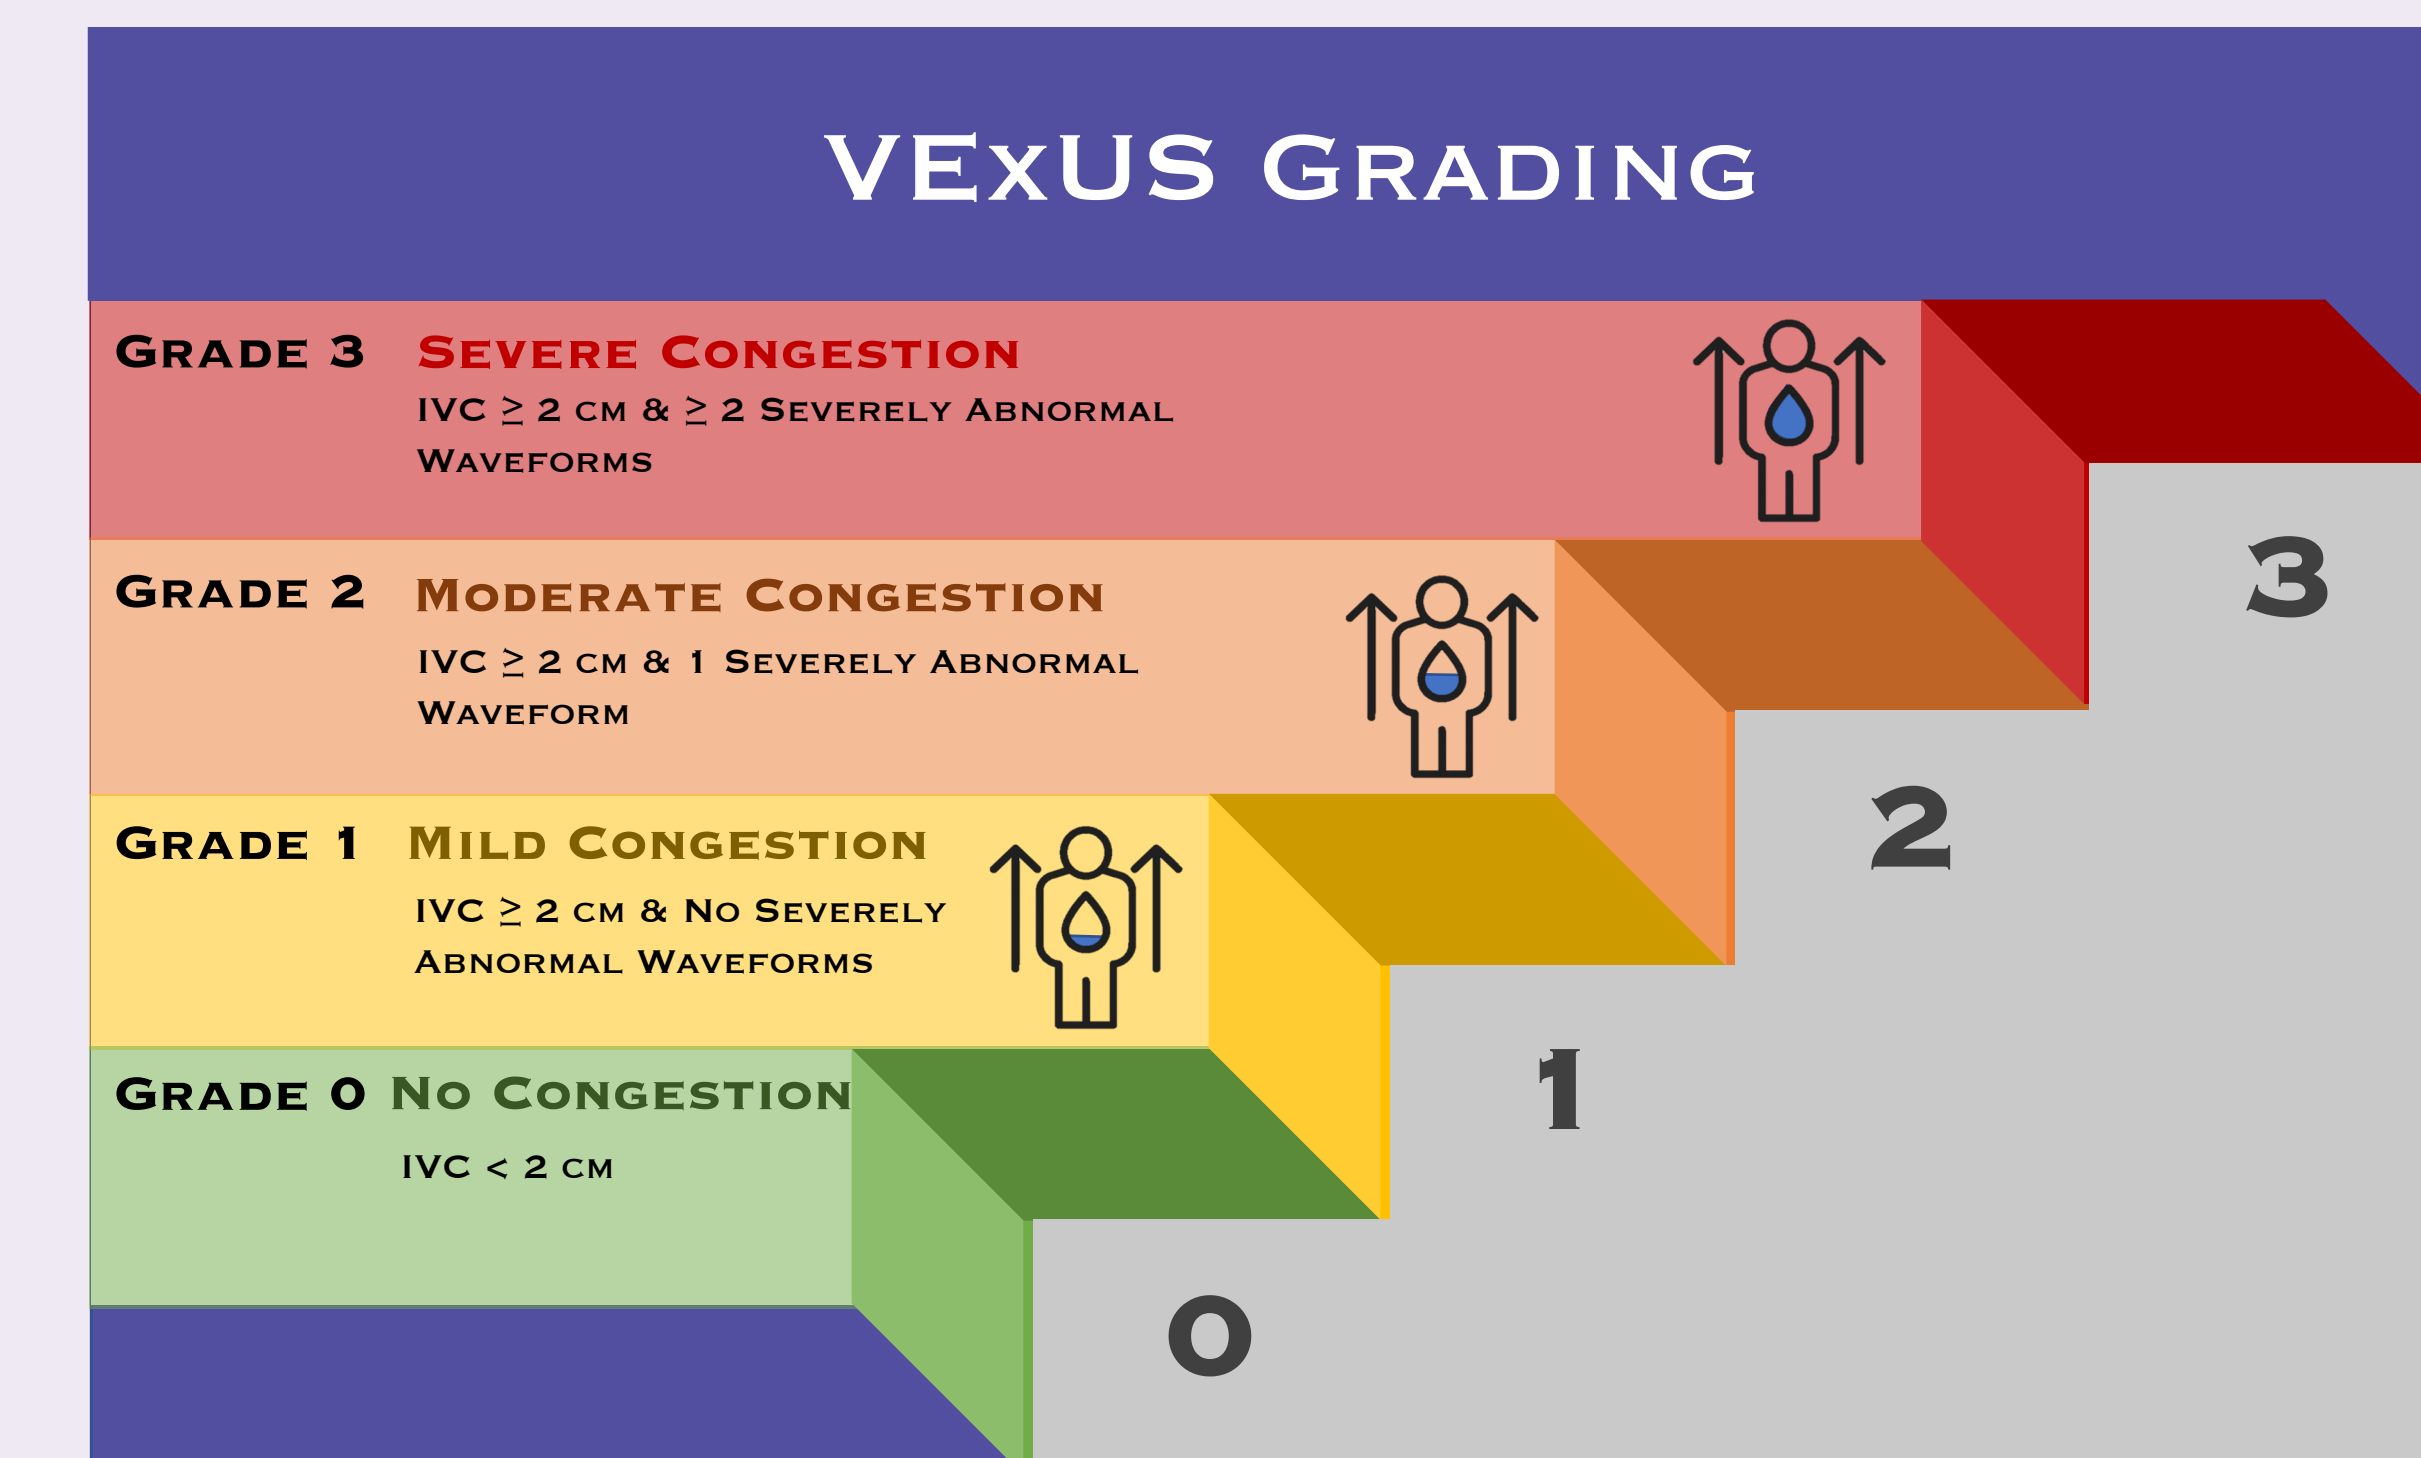 VExUS Grading
Grade 3 Severe Congestion
IVC ≥ 2 cm & ≥ 2 Severely Abnormal
Waveforms
3
Grade 2 Moderate Congestion
IVC ≥ 2 cm & 1 Severely Abnormal
Waveform
2
Grade 1 Mild Congestion
IVC ≥ 2 cm & No Severely
Abnormal Waveforms
1
Grade 0 No Congestion
IVC < 2 cm
0